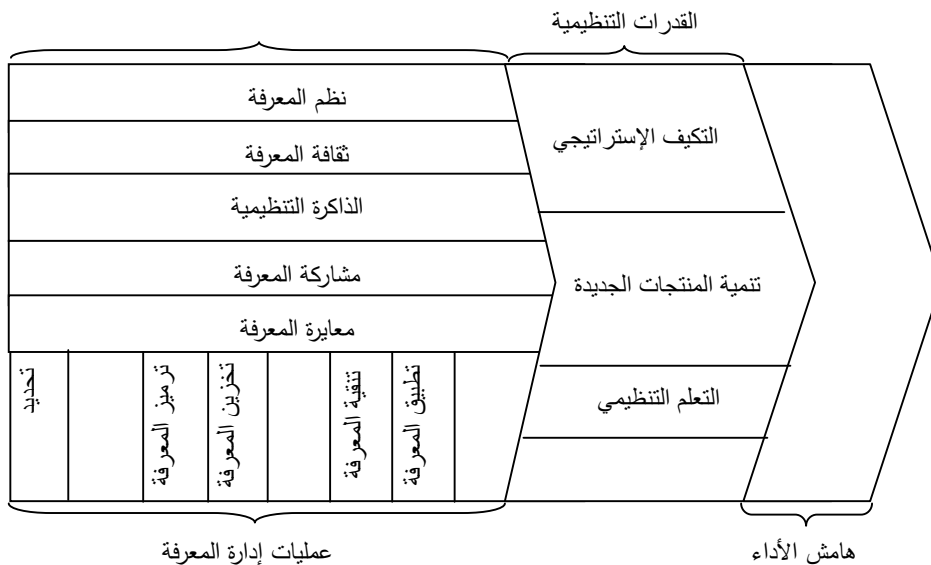 القدرات التنظيمية
نظم المعرفة
ثقافة المعرفة
الذاكرة التنظيمية
مشاركة المعرفة
معايرة المعرفة
التكيف الإستراتيجي
تنمية المنتجات الجديدة
التعلم التنظيمي
تحديد
ترميز المعرفة
تخزين المعرفة
تنقية المعرفة
تطبيق المعرفة
عمليات إدارة المعرفة
هامش الأداء